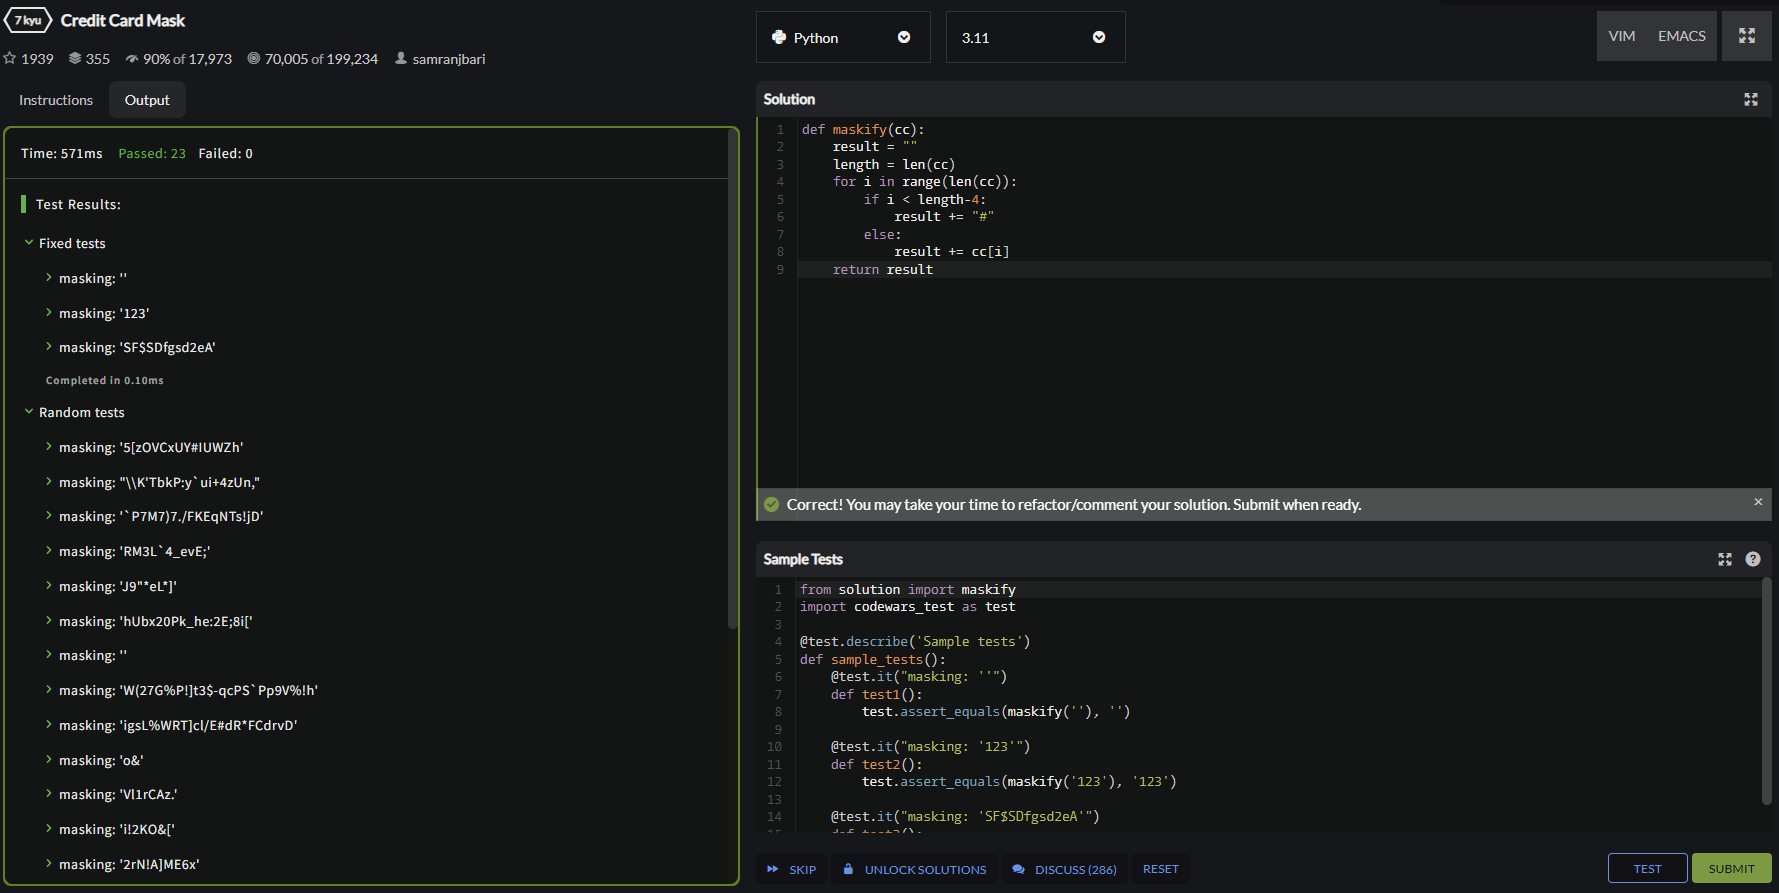 7 kyu Credit Card Mask
1939 355 90% of 17,973 70,005 of 199,234 samranjbari
Instructions Output
Time: 571ms Passed: 23 Failed: 0
Test Results:
Fixed tests
masking: ''
masking: '123'
masking: 'SF$SDfgsd2eA'
Completed in 0.10ms
Random tests
masking: '5[zOVCxUY#IUWZh'
masking: "\\K'TbkP:y`ui+4zUn,"
masking: '`P7M7)7./FKEqNTs!jD'
masking: 'RM3L`4_evE;'
masking: 'J9"*eL*]'
masking: 'hUbx20Pk_he:2E;8i['
masking: ''
masking: 'W(27G%P!]t3$-qcPS`Pp9V%!h'
masking: 'igsL%WRT]cl/E#dR*FCdrvD'
masking: 'o&'
masking: 'Vl1rCAz.'
masking: 'i!2KO&['
masking: '2rN!A]ME6x'
Python 3.11 VIM EMACS
Solution
1 def maskify(cc):
2 result = ""
3 length = len(cc)
4 for i in range(len(cc)):
5 if i < length-4:
6 result += "#"
7 else:
8 result += cc[i]
9 return result
Correct! You may take your time to refactor/comment your solution. Submit when ready. ×
Sample Tests ?
1 from solution import maskify
2 import codewars_test as test
3
4 @test.describe('Sample tests')
5 def sample_tests():
6 @test.it("masking: ''")
7 def test1():
8 test.assert_equals(maskify(''), '')
9
10 @test.it("masking: '123'")
11 def test2():
12 test.assert_equals(maskify('123'), '123')
13
14 @test.it("masking: 'SF$SDfgsd2eA'")
15 def test3():
SKIP UNLOCK SOLUTIONS DISCUSS (286) RESET TEST SUBMIT